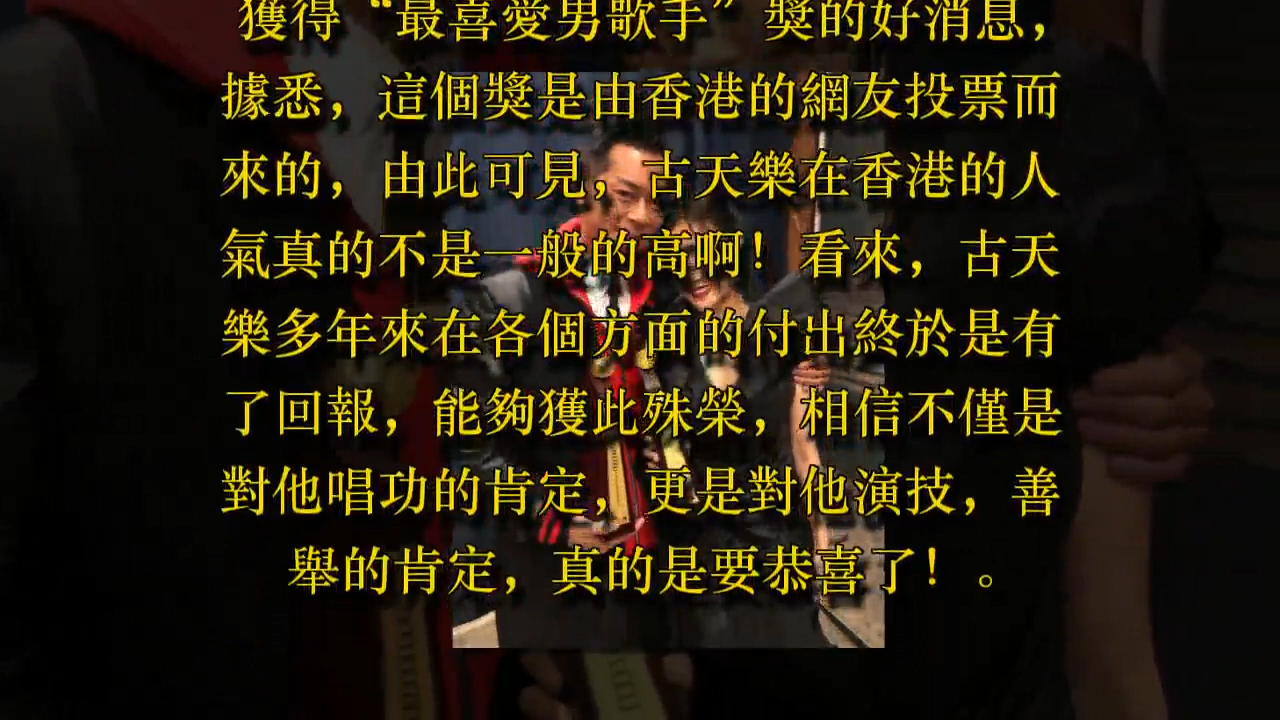 獲得“最喜愛男歌手”獎的好消息，
據悉，這個獎是由香港的網友投票而
來的，由此可見，古天樂在香港的人
氣真的不是一般的高啊！看來，古天
樂多年來在各個方面的付出終於是有
了回報，能夠獲此殊榮，相信不僅是
對他唱功的肯定，更是對他演技，善
舉的肯定，真的是要恭喜了！。